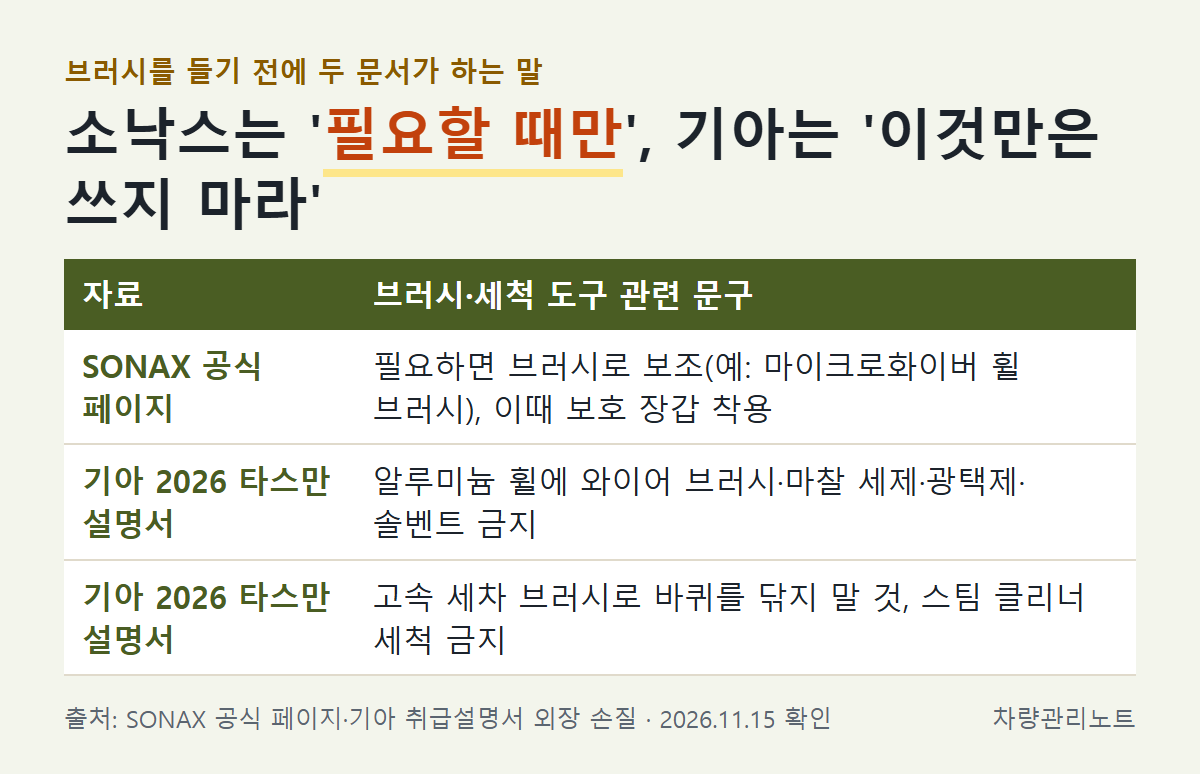 브러시를 들기 전에 두 문서가 하는 말
소낙스는 '필요할 때만', 기아는 '이것만은
쓰지 마라'
자료 브러시·세척 도구 관련 문구
SONAX 공식
페이지
필요하면 브러시로 보조(예: 마이크로화이버 휠
브러시), 이때 보호 장갑 착용
기아 2026 타스만
설명서
알루미늄 휠에 와이어 브러시·마찰 세제·광택제·
솔벤트 금지
기아 2026 타스만
설명서
고속 세차 브러시로 바퀴를 닦지 말 것, 스팀 클리너
세척 금지
출처: SONAX 공식 페이지·기아 취급설명서 외장 손질 · 2026.11.15 확인
차량관리노트